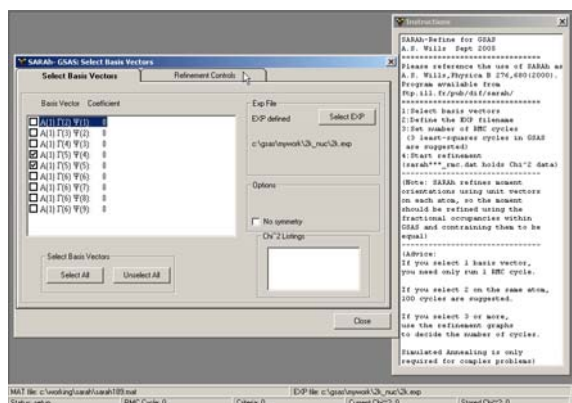 SARAh- GSAS: Select Basis Vectors
Select Basis Vectors
Refinement Controls
Basis Vector Coefficient
A(1) Γ(2) Ψ(1) 0
A(1) Γ(3) Ψ(2) 0
A(1) Γ(4) Ψ(3) 0
A(1) Γ(5) Ψ(4) 0
A(1) Γ(5) Ψ(5) 0
A(1) Γ(6) Ψ(6) 0
A(1) Γ(6) Ψ(7) 0
A(1) Γ(6) Ψ(8) 0
A(1) Γ(6) Ψ(9) 0
Select Basis Vectors
Select All
Unselect All
Exp File
EXP defined
Select EXP
c:\gsas\mywork\2k_nuc\2k.exp
Options
No symmetry
Chi^2 Listings
Close
Instructions
SARAh-Refine for GSAS
A.S. Wills Sept 2005
Please reference the use of SARAh as
A.S. Wills,Physica B 276,680(2000).
Program available from
ftp.ill.fr/pub/dif/sarah/
1:Select basis vectors
2:Define the EXP filename
3:Set number of RMC cycles
(3 least-squares cycles in GSAS
are suggested)
4:Start refinement
(sarah***_rmc.dat holds Chi^2 data)
(Note: SARAh refines moment
orientations using unit vectors
on each atom, so the moment
should be refined using the
fractional occupancies within
GSAS and contraining them to be
equal)
(Advice:
If you select 1 basis vector,
you need only run 1 RMC cycle.
If you select 2 on the same atom,
100 cycles are suggested.
If you select 3 or more,
use the refinement graphs
to decide the number of cycles.
Simulated Annealing is only
required for complex problems)
MAT file: c:\working\sarah\sarah109.mat
EXP file: c:\gsas\mywork\2k_nuc\2k.exp
Status: setup
RMC Cycle: 0
Criteria: 0
Current Chi^2: 0
Stored Chi^2: 0